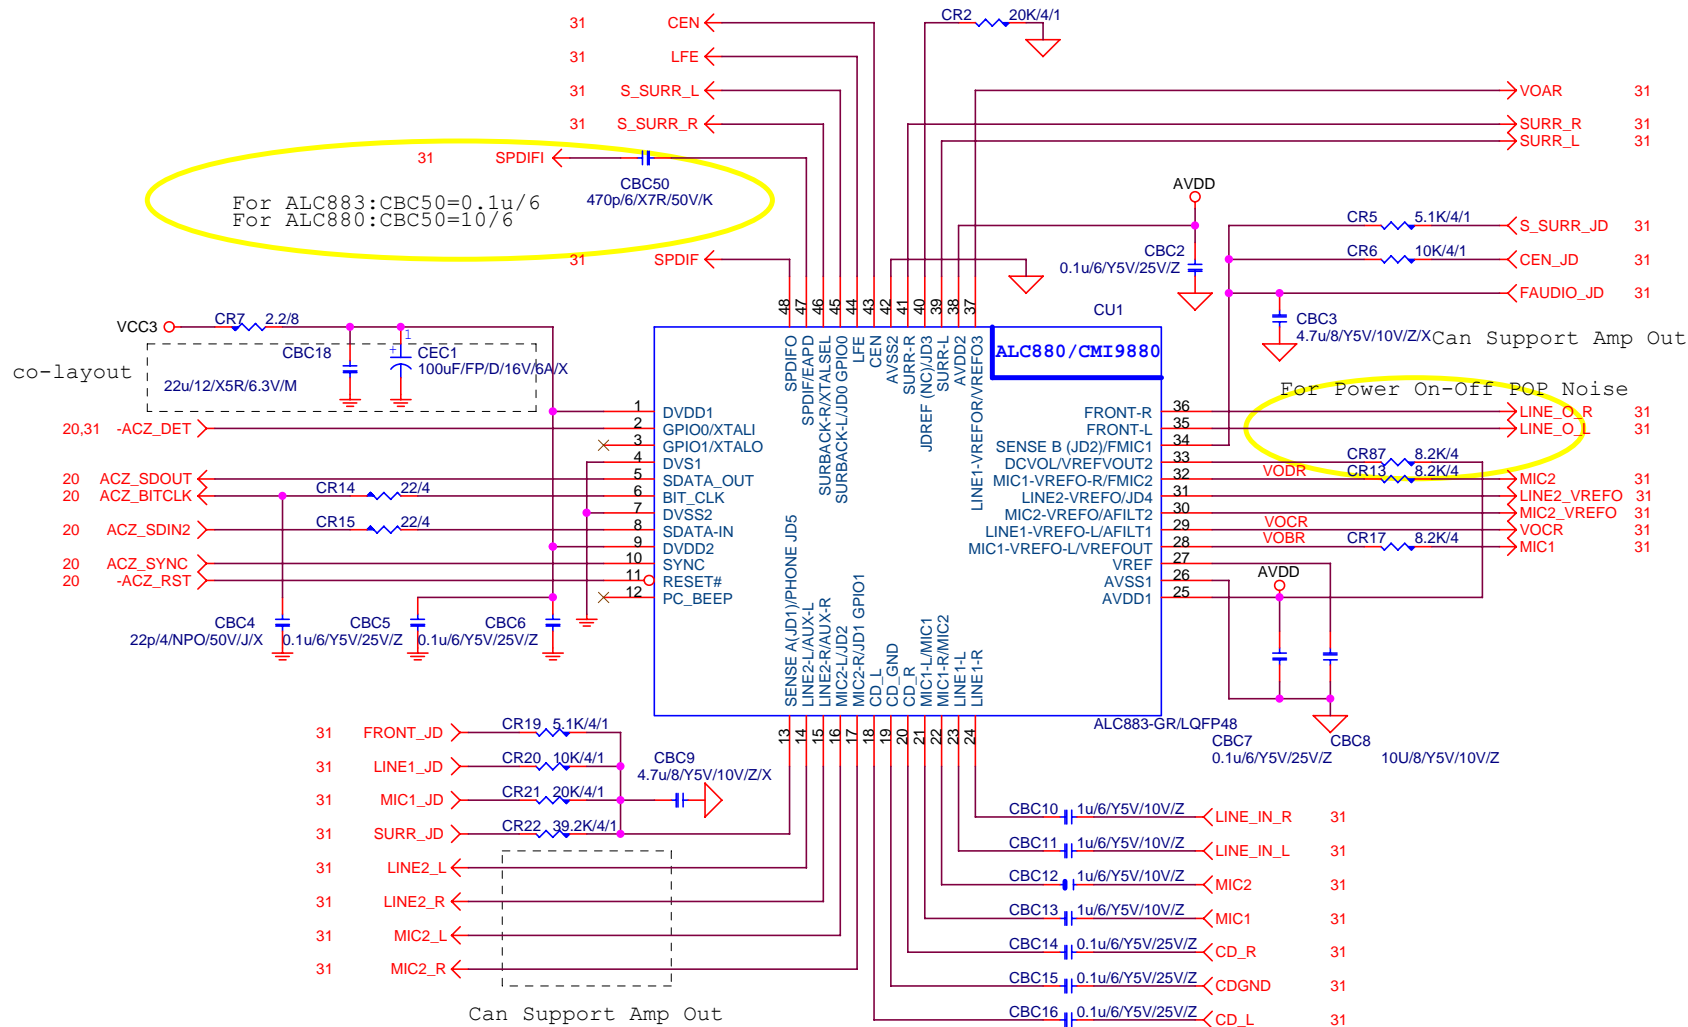 31 CEN
CR2 20K/4/1
31 LFE
31 S_SURR_L
VOAR 31
31 S_SURR_R
SURR_R 31
SURR_L 31
31 SPDIFI
CBC50
470p/6/X7R/50V/K
For ALC883:CBC50=0.1u/6
For ALC880:CBC50=10/6
AVDD
CR5 5.1K/4/1
S_SURR_JD 31
CBC2
0.1u/6/Y5V/25V/Z
CR6 10K/4/1
CEN_JD 31
31 SPDIF
FAUDIO_JD 31
48 47 46 45 44 43 42 41 40 39 38 37
CU1
CBC3
4.7u/8/Y5V/10V/Z/X
Can Support Amp Out
VCC3
CR7 2.2/8
CBC18
22u/12/X5R/6.3V/M
1
+
CEC1
100uF/FP/D/16V/6A/X
co-layout
SPDIFO
SPDIF/EAPD
SURBACK-R/XTALSEL
SURBACK-L/JD0 GPIO0
LFE
CEN
AVSS2
SURR-R
JDREF (NC)/JD3
SURR-L
AVDD2
LINE1-VREFOR/VREFO3
ALC880/CMI9880
For Power On-Off POP Noise
1 DVDD1
20,31 -ACZ_DET
2 GPIO0/XTALI
3 GPIO1/XTALO
4 DVS1
20 ACZ_SDOUT
5 SDATA_OUT
20 ACZ_BITCLK
CR14 22/4
6 BIT_CLK
7 DVSS2
20 ACZ_SDIN2
CR15 22/4
8 SDATA-IN
9 DVDD2
20 ACZ_SYNC
10 SYNC
20 -ACZ_RST
11 RESET#
12 PC_BEEP
FRONT-R 36 LINE_O_R 31
FRONT-L 35 LINE_O_L 31
SENSE B (JD2)/FMIC1 34
DCVOL/VREFVOUT2 33 CR87 8.2K/4
MIC1-VREFO-R/FMIC2 32 VODR CR13 8.2K/4 MIC2 31
LINE2-VREFO/JD4 31 LINE2_VREFO 31
MIC2-VREFO/AFILT2 30 MIC2_VREFO 31
LINE1-VREFO-L/AFILT1 29 VOCR VOCR 31
MIC1-VREFO-L/VREFOUT 28 VOBR CR17 8.2K/4 MIC1 31
VREF 27
AVSS1 26
AVDD1 25
AVDD
CBC4
22p/4/NPO/50V/J/X
CBC5
0.1u/6/Y5V/25V/Z
CBC6
0.1u/6/Y5V/25V/Z
SENSE A(JD1)/PHONE JD5
LINE2-L/AUX-L
LINE2-R/AUX-R
MIC2-L/JD2
MIC2-R/JD1 GPIO1
CD_L
CD_GND
CD_R
MIC1-L/MIC1
MIC1-R/MIC2
LINE1-L
LINE1-R
13 14 15 16 17 18 19 20 21 22 23 24
ALC883-GR/LQFP48
CBC7
0.1u/6/Y5V/25V/Z
CBC8
10U/8/Y5V/10V/Z
31 FRONT_JD CR19 5.1K/4/1
31 LINE1_JD CR20 10K/4/1
CBC9
4.7u/8/Y5V/10V/Z/X
31 MIC1_JD CR21 20K/4/1
31 SURR_JD CR22 39.2K/4/1
31 LINE2_L
31 LINE2_R
31 MIC2_L
31 MIC2_R
Can Support Amp Out
CBC10 1u/6/Y5V/10V/Z LINE_IN_R 31
CBC11 1u/6/Y5V/10V/Z LINE_IN_L 31
CBC12 1u/6/Y5V/10V/Z MIC2 31
CBC13 1u/6/Y5V/10V/Z MIC1 31
CBC14 0.1u/6/Y5V/25V/Z CD_R 31
CBC15 0.1u/6/Y5V/25V/Z CDGND 31
CBC16 0.1u/6/Y5V/25V/Z CD_L 31